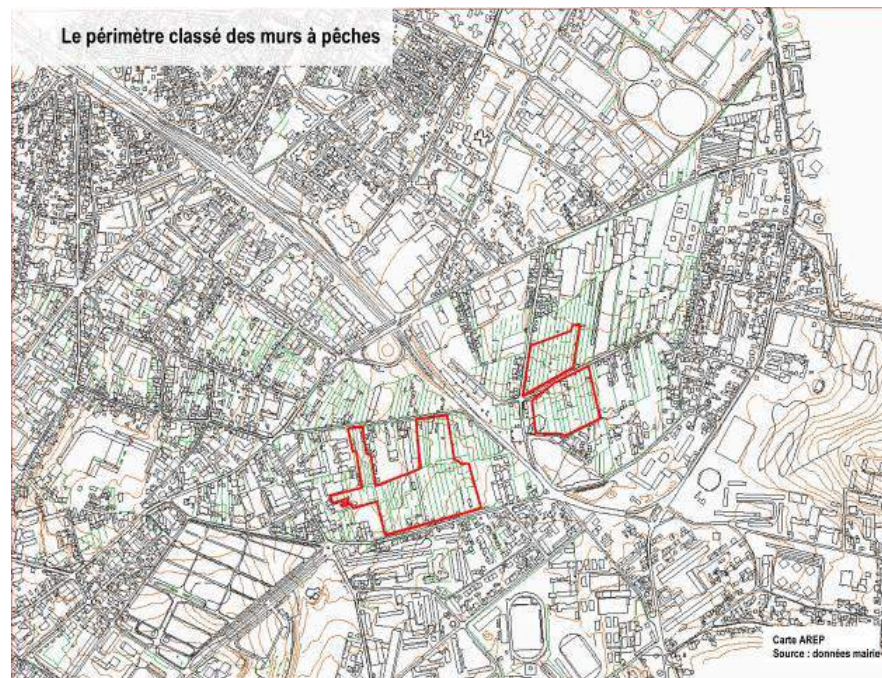 Le périmètre classé des murs à pêches
Carte AREP
Source : données mairie